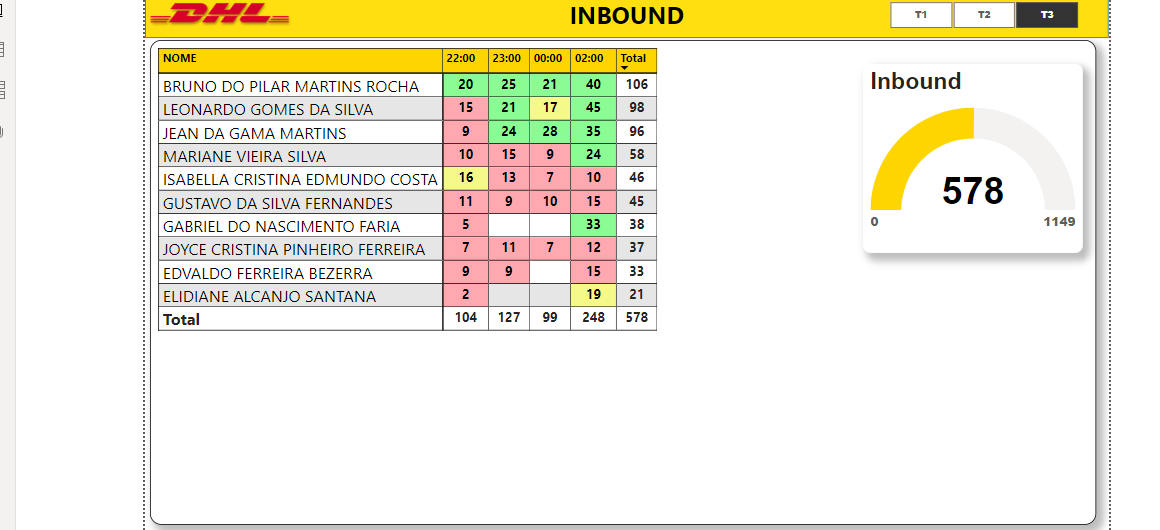 DHL
INBOUND
T1 T2 T3
NOME 22:00 23:00 00:00 02:00 Total
BRUNO DO PILAR MARTINS ROCHA 20 25 21 40 106
LEONARDO GOMES DA SILVA 15 21 17 45 98
JEAN DA GAMA MARTINS 9 24 28 35 96
MARIANE VIEIRA SILVA 10 15 9 24 58
ISABELLA CRISTINA EDMUNDO COSTA 16 13 7 10 46
GUSTAVO DA SILVA FERNANDES 11 9 10 15 45
GABRIEL DO NASCIMENTO FARIA 5 33 38
JOYCE CRISTINA PINHEIRO FERREIRA 7 11 7 12 37
EDVALDO FERREIRA BEZERRA 9 9 15 33
ELIDIANE ALCANJO SANTANA 2 19 21
Total 104 127 99 248 578
Inbound
578
0 1149